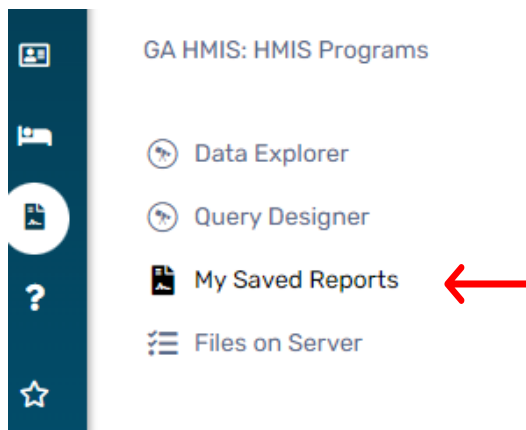 GA HMIS: HMIS Programs
Data Explorer
Query Designer
My Saved Reports
Files on Server
?